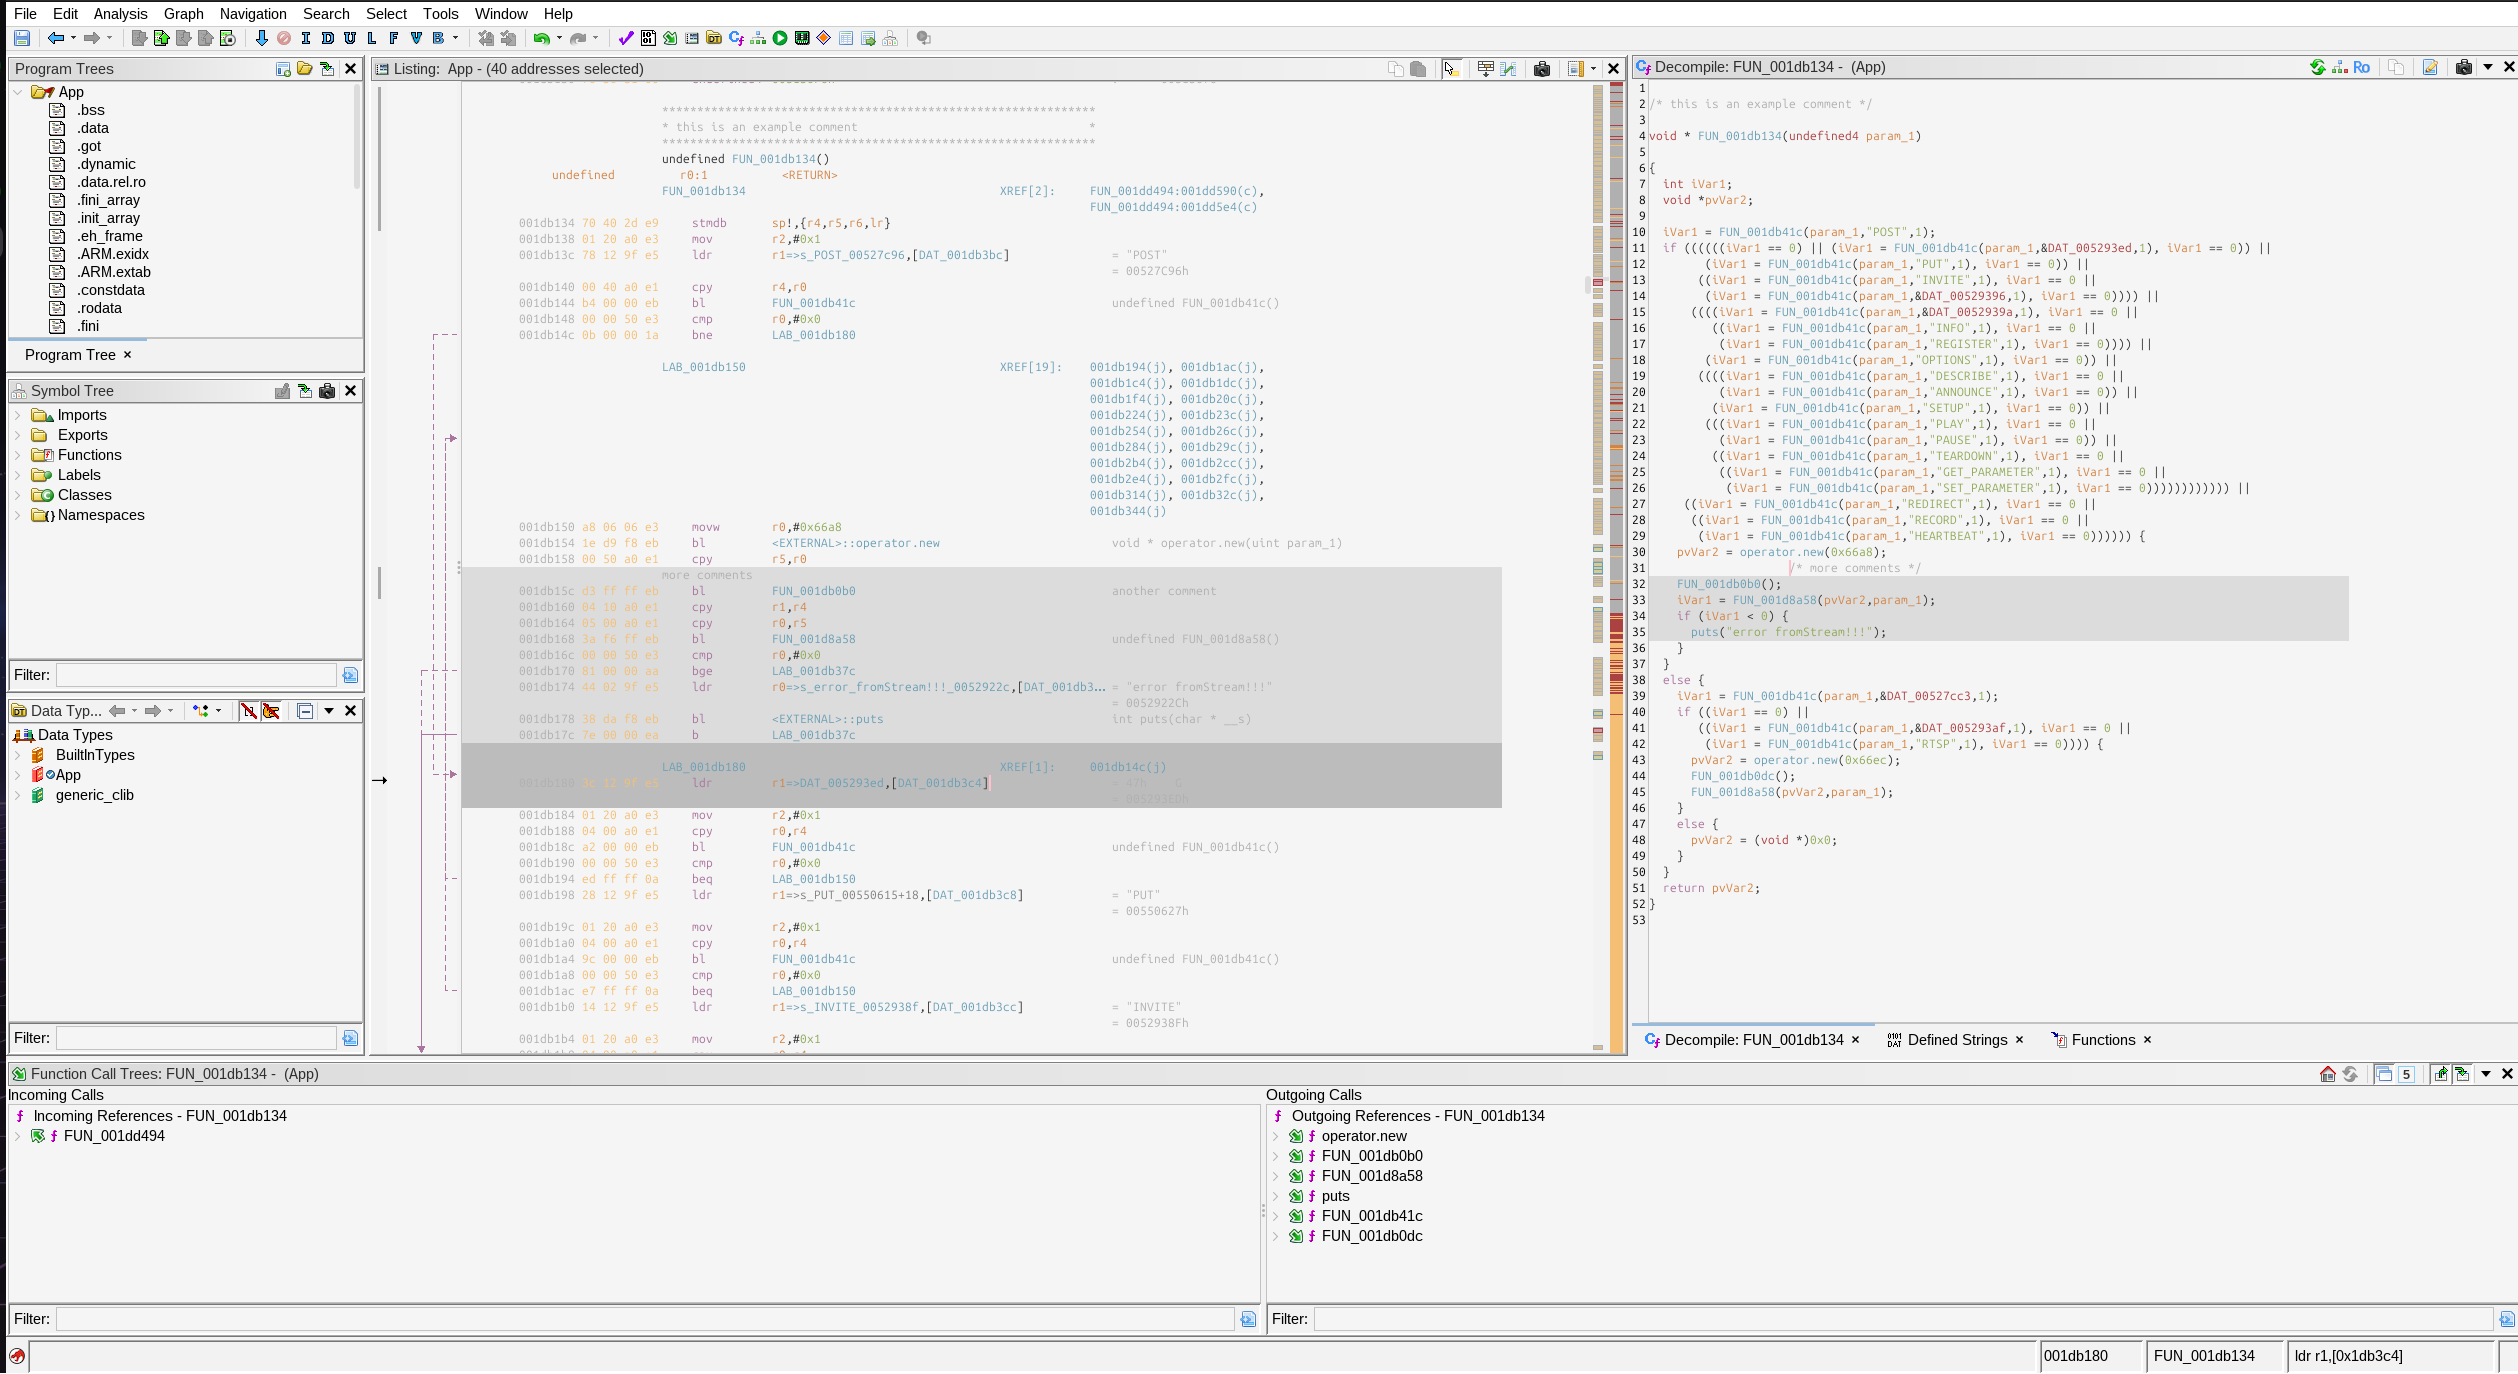 File Edit Analysis Graph Navigation Search Select Tools Window Help
I D U L F V B
Program Trees
App
.bss
.data
.got
.dynamic
.data.rel.ro
.fini_array
.init_array
.eh_frame
.ARM.exidx
.ARM.extab
.constdata
.rodata
.fini
Program Tree ×
Symbol Tree
Imports
Exports
Functions
Labels
Classes
Namespaces
Filter:
Data Typ...
Data Types
BuiltInTypes
App
generic_clib
Filter:
Listing: App - (40 addresses selected)
**************************************************************
* this is an example comment *
**************************************************************
undefined FUN_001db134()
undefined r0:1 <RETURN>
FUN_001db134 XREF[2]: FUN_001dd494:001dd590(c),
FUN_001dd494:001dd5e4(c)
001db134 70 40 2d e9 stmdb sp!,{r4,r5,r6,lr}
001db138 01 20 a0 e3 mov r2,#0x1
001db13c 78 12 9f e5 ldr r1=>s_POST_00527c96,[DAT_001db3bc] = "POST"
= 00527C96h
001db140 00 40 a0 e1 cpy r4,r0
001db144 b4 00 00 eb bl FUN_001db41c undefined FUN_001db41c()
001db148 00 00 50 e3 cmp r0,#0x0
001db14c 0b 00 00 1a bne LAB_001db180
LAB_001db150 XREF[19]: 001db194(j), 001db1ac(j),
001db1c4(j), 001db1dc(j),
001db1f4(j), 001db20c(j),
001db224(j), 001db23c(j),
001db254(j), 001db26c(j),
001db284(j), 001db29c(j),
001db2b4(j), 001db2cc(j),
001db2e4(j), 001db2fc(j),
001db314(j), 001db32c(j),
001db344(j)
001db150 a8 06 06 e3 movw r0,#0x66a8
001db154 1e d9 f8 eb bl <EXTERNAL>::operator.new void * operator.new(uint param_1)
001db158 00 50 a0 e1 cpy r5,r0
more comments
001db15c d3 ff ff eb bl FUN_001db0b0 another comment
001db160 04 10 a0 e1 cpy r1,r4
001db164 05 00 a0 e1 cpy r0,r5
001db168 3a f6 ff eb bl FUN_001d8a58 undefined FUN_001d8a58()
001db16c 00 00 50 e3 cmp r0,#0x0
001db170 81 00 00 aa bge LAB_001db37c
001db174 44 02 9f e5 ldr r0=>s_error_fromStream!!!_0052922c,[DAT_001db3... = "error fromStream!!!"
= 0052922Ch
001db178 38 da f8 eb bl <EXTERNAL>::puts int puts(char * __s)
001db17c 7e 00 00 ea b LAB_001db37c
LAB_001db180 XREF[1]: 001db14c(j)
001db180 3c 12 9f e5 ldr r1=>DAT_005293ed,[DAT_001db3c4] = 47h G
= 005293EDh
001db184 01 20 a0 e3 mov r2,#0x1
001db188 04 00 a0 e1 cpy r0,r4
001db18c a2 00 00 eb bl FUN_001db41c undefined FUN_001db41c()
001db190 00 00 50 e3 cmp r0,#0x0
001db194 ed ff ff 0a beq LAB_001db150
001db198 28 12 9f e5 ldr r1=>s_PUT_00550615+18,[DAT_001db3c8] = "PUT"
= 00550627h
001db19c 01 20 a0 e3 mov r2,#0x1
001db1a0 04 00 a0 e1 cpy r0,r4
001db1a4 9c 00 00 eb bl FUN_001db41c undefined FUN_001db41c()
001db1a8 00 00 50 e3 cmp r0,#0x0
001db1ac e7 ff ff 0a beq LAB_001db150
001db1b0 14 12 9f e5 ldr r1=>s_INVITE_0052938f,[DAT_001db3cc] = "INVITE"
= 0052938Fh
001db1b4 01 20 a0 e3 mov r2,#0x1
Decompile: FUN_001db134 - (App)
1
2 /* this is an example comment */
3
4 void * FUN_001db134(undefined4 param_1)
5
6 {
7 int iVar1;
8 void *pvVar2;
9
10 iVar1 = FUN_001db41c(param_1,"POST",1);
11 if ((((((iVar1 == 0) || (iVar1 = FUN_001db41c(param_1,&DAT_005293ed,1), iVar1 == 0)) ||
12 (iVar1 = FUN_001db41c(param_1,"PUT",1), iVar1 == 0)) ||
13 ((iVar1 = FUN_001db41c(param_1,"INVITE",1), iVar1 == 0 ||
14 (iVar1 = FUN_001db41c(param_1,&DAT_00529396,1), iVar1 == 0)))) ||
15 ((((iVar1 = FUN_001db41c(param_1,&DAT_0052939a,1), iVar1 == 0 ||
16 ((iVar1 = FUN_001db41c(param_1,"INFO",1), iVar1 == 0 ||
17 (iVar1 = FUN_001db41c(param_1,"REGISTER",1), iVar1 == 0)))) ||
18 (iVar1 = FUN_001db41c(param_1,"OPTIONS",1), iVar1 == 0)) ||
19 ((((iVar1 = FUN_001db41c(param_1,"DESCRIBE",1), iVar1 == 0 ||
20 (iVar1 = FUN_001db41c(param_1,"ANNOUNCE",1), iVar1 == 0)) ||
21 (iVar1 = FUN_001db41c(param_1,"SETUP",1), iVar1 == 0)) ||
22 (((iVar1 = FUN_001db41c(param_1,"PLAY",1), iVar1 == 0 ||
23 (iVar1 = FUN_001db41c(param_1,"PAUSE",1), iVar1 == 0)) ||
24 ((iVar1 = FUN_001db41c(param_1,"TEARDOWN",1), iVar1 == 0 ||
25 ((iVar1 = FUN_001db41c(param_1,"GET_PARAMETER",1), iVar1 == 0 ||
26 (iVar1 = FUN_001db41c(param_1,"SET_PARAMETER",1), iVar1 == 0)))))))))))) ||
27 ((iVar1 = FUN_001db41c(param_1,"REDIRECT",1), iVar1 == 0 ||
28 ((iVar1 = FUN_001db41c(param_1,"RECORD",1), iVar1 == 0 ||
29 (iVar1 = FUN_001db41c(param_1,"HEARTBEAT",1), iVar1 == 0)))))) {
30 pvVar2 = operator.new(0x66a8);
31 /* more comments */
32 FUN_001db0b0();
33 iVar1 = FUN_001d8a58(pvVar2,param_1);
34 if (iVar1 < 0) {
35 puts("error fromStream!!!");
36 }
37 }
38 else {
39 iVar1 = FUN_001db41c(param_1,&DAT_00527cc3,1);
40 if ((iVar1 == 0) ||
41 ((iVar1 = FUN_001db41c(param_1,&DAT_005293af,1), iVar1 == 0 ||
42 (iVar1 = FUN_001db41c(param_1,"RTSP",1), iVar1 == 0)))) {
43 pvVar2 = operator.new(0x66ec);
44 FUN_001db0dc();
45 FUN_001d8a58(pvVar2,param_1);
46 }
47 else {
48 pvVar2 = (void *)0x0;
49 }
50 }
51 return pvVar2;
52 }
53
Decompile: FUN_001db134 × Defined Strings × Functions ×
Function Call Trees: FUN_001db134 - (App)
5
Incoming Calls
Incoming References - FUN_001db134
FUN_001dd494
Filter:
Outgoing Calls
Outgoing References - FUN_001db134
operator.new
FUN_001db0b0
FUN_001d8a58
puts
FUN_001db41c
FUN_001db0dc
Filter:
001db180 FUN_001db134 ldr r1,[0x1db3c4]